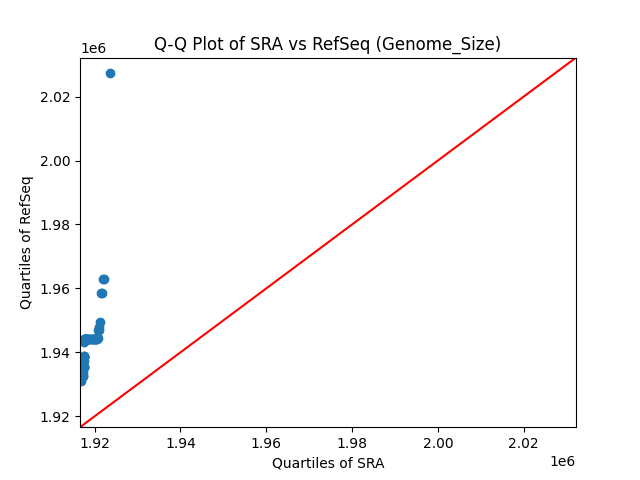 Q-Q Plot of SRA vs RefSeq (Genome_Size)
1e6
2.02
2.00
1.98
1.96
1.94
1.92
Quartiles of RefSeq
1.92 1.94 1.96 1.98 2.00 2.02
1e6
Quartiles of SRA